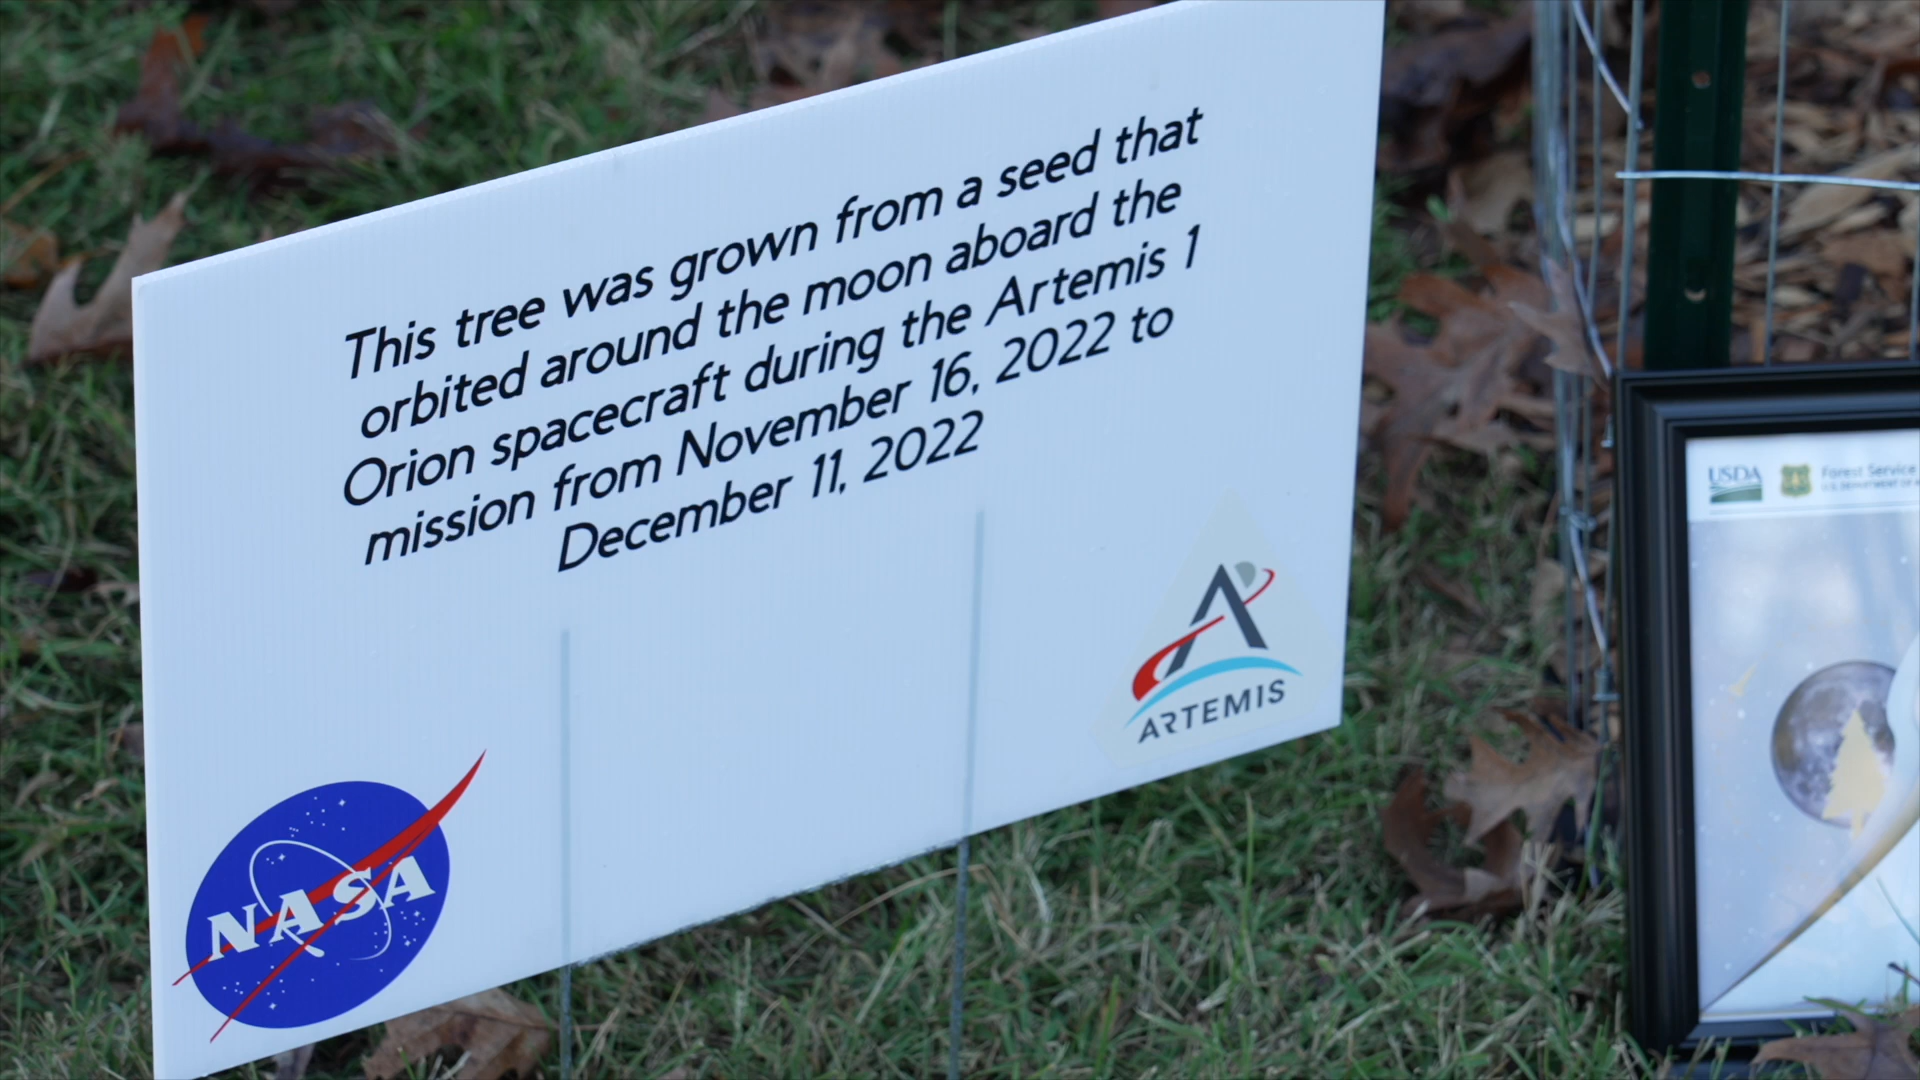 This tree was grown from a seed that
orbited around the moon aboard the
Orion spacecraft during the Artemis 1
mission from November 16, 2022 to
December 11, 2022
ARTEMIS
NASA
USDA
Forest Service